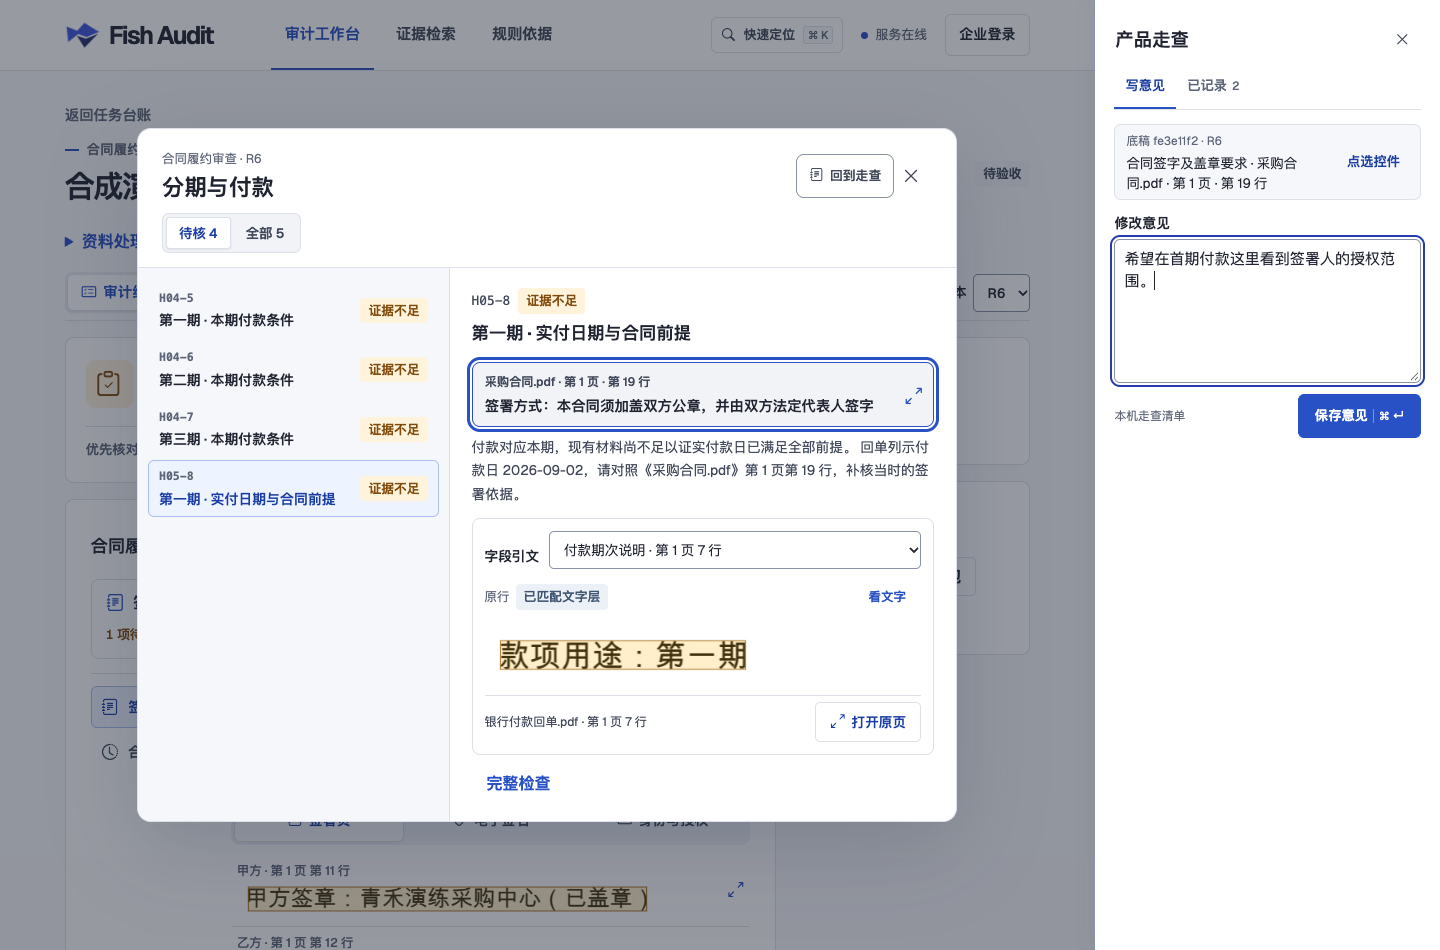 Fish Audit
审计工作台
证据检索
规则依据
快速定位
⌘ K
服务在线
企业登录
返回任务台账
合同履约
待验收
资料处理
R6
合同履约审查 · R6
分期与付款
回到走查
待核 4
全部 5
H04-5
第一期 · 本期付款条件
证据不足
H04-6
第二期 · 本期付款条件
证据不足
H04-7
第三期 · 本期付款条件
证据不足
H05-8
第一期 · 实付日期与合同前提
证据不足
H05-8
证据不足
第一期 · 实付日期与合同前提
采购合同.pdf · 第 1 页 · 第 19 行
签署方式：本合同须加盖双方公章，并由双方法定代表人签字
付款对应本期，现有材料尚不足以证实付款日已满足全部前提。 回单列示付
款日 2026-09-02，请对照《采购合同.pdf》第 1 页第 19 行，补核当时的签
署依据。
字段引文
付款期次说明 · 第 1 页 7 行
原行
已匹配文字层
看文字
款项用途：第一期
银行付款回单.pdf · 第 1 页 7 行
打开原页
完整检查
优先核对
合同履
1 项待
甲方 · 第 1 页 第 11 行
甲方签章：青禾演练采购中心（已盖章）
乙方 · 第 1 页 第 12 行
产品走查
写意见
已记录 2
底稿 fe3e11f2 · R6
合同签字及盖章要求 · 采购合
同.pdf · 第 1 页 · 第 19 行
点选控件
修改意见
希望在首期付款这里看到签署人的授权范
围。
本机走查清单
保存意见 ⌘ ↵